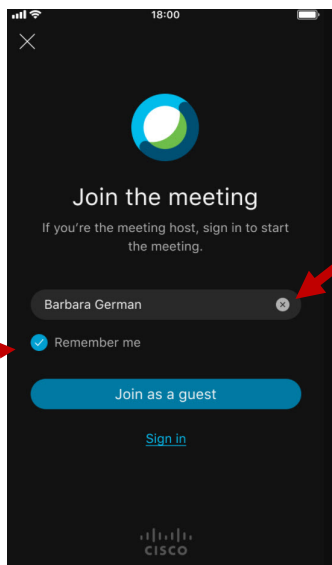 18:00
Join the meeting
If you're the meeting host, sign in to start
the meeting.
Barbara German
Remember me
Join as a guest
Sign in
CISCO